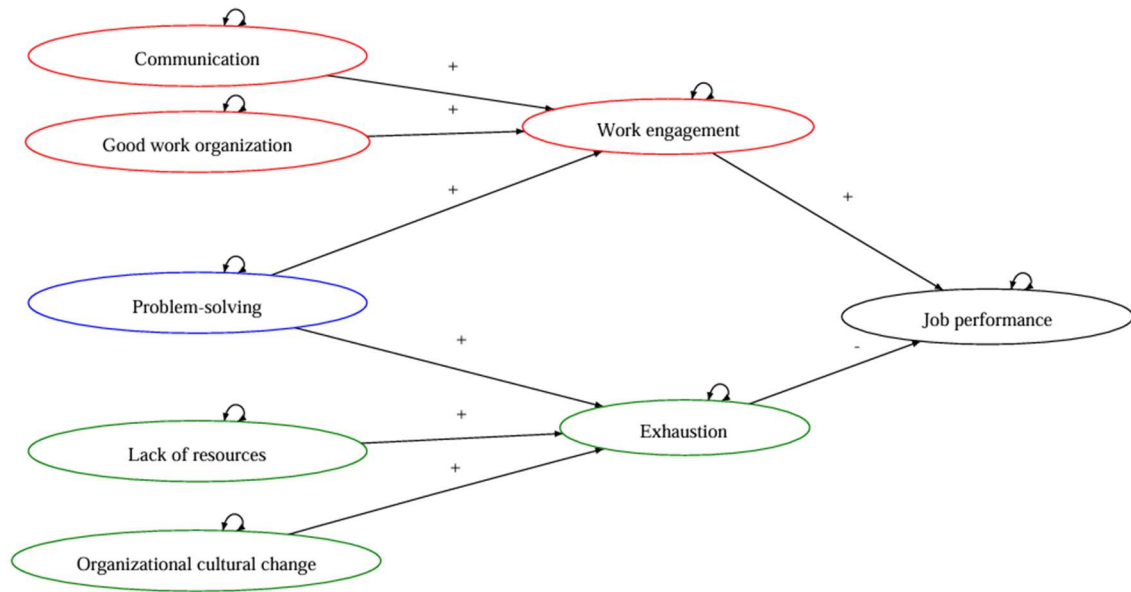 Communication
+
Good work organization
+
Work engagement
+
+
Problem-solving
Job performance
+
-
Exhaustion
+
Lack of resources
+
Organizational cultural change